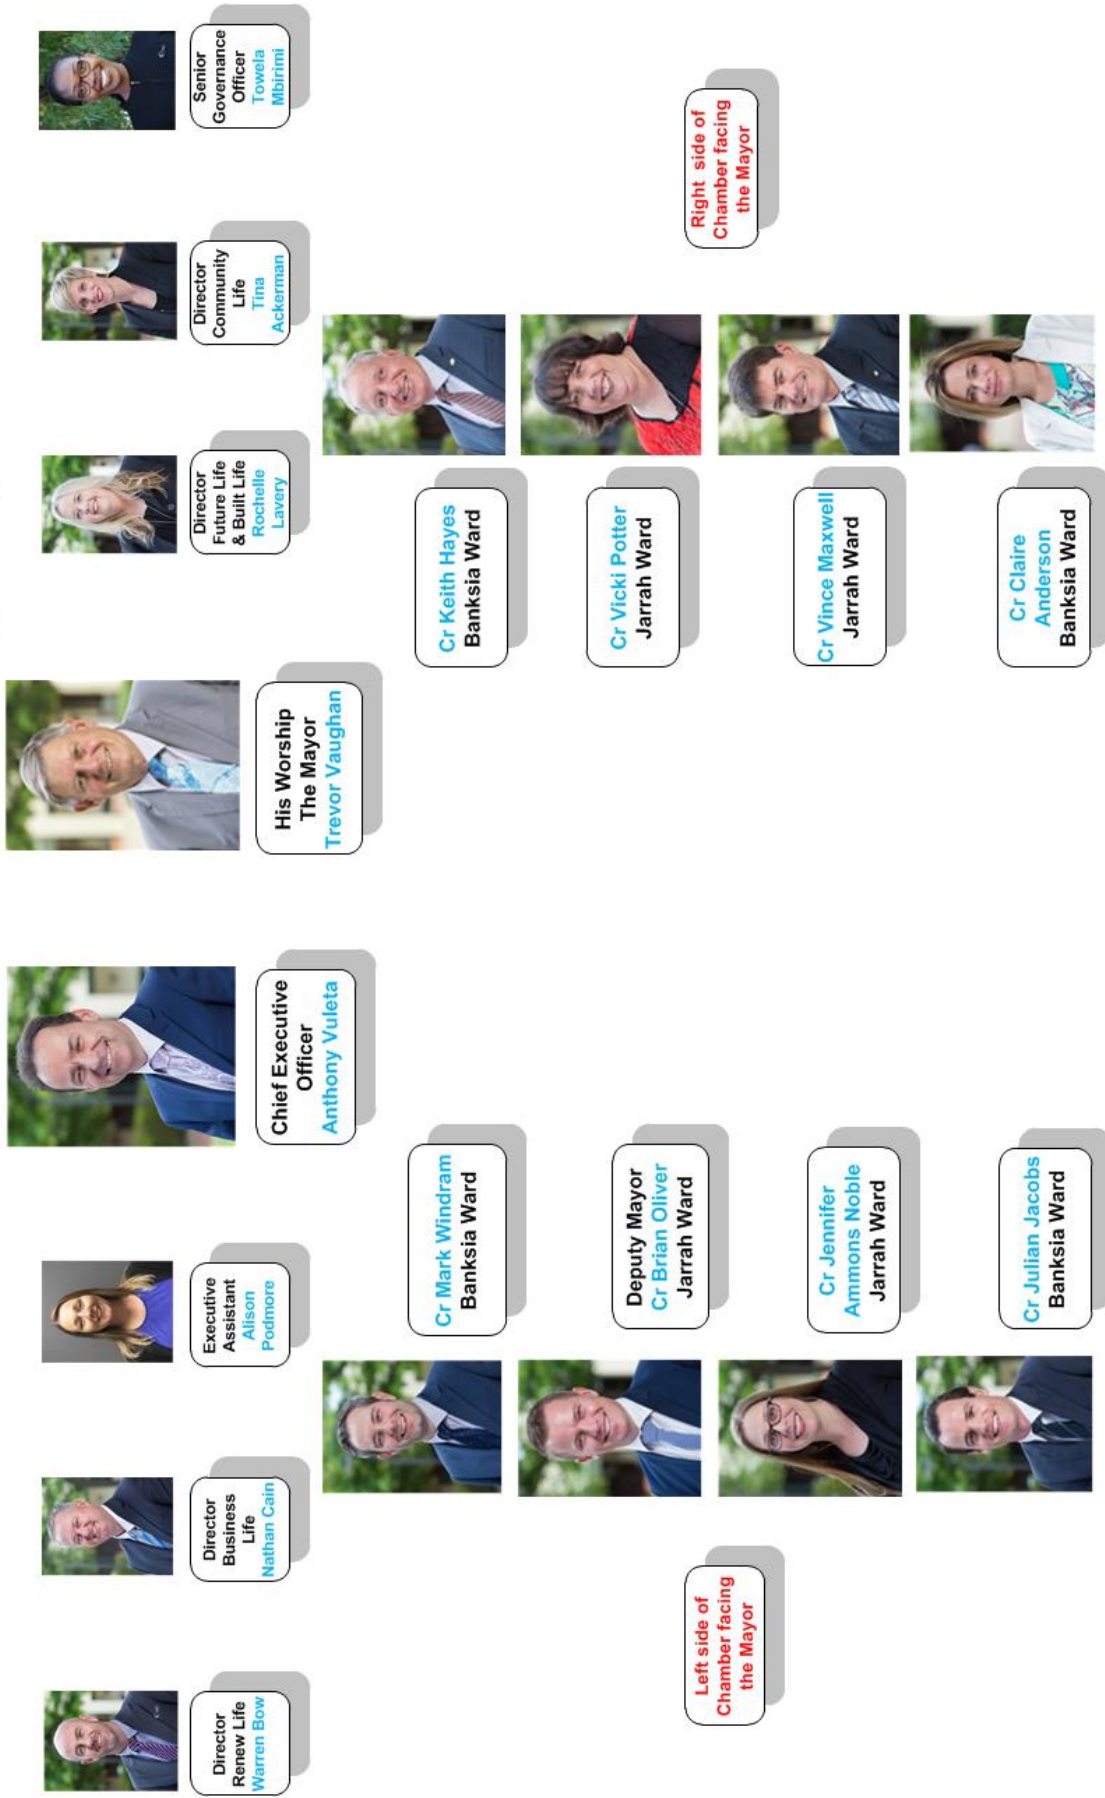 Director
Renew Life
Warren Bow
Director
Business
Life
Nathan Cain
Executive
Assistant
Alison
Podmore
Chief Executive
Officer
Anthony Vuleta
His Worship
The Mayor
Trevor Vaughan
Director
Future Life
& Built Life
Rochelle
Lavery
Director
Community
Life
Tina
Ackerman
Senior
Governance
Officer
Towela
Mbirimi
Cr Mark Windram
Banksia Ward
Cr Keith Hayes
Banksia Ward
Deputy Mayor
Cr Brian Oliver
Jarrah Ward
Cr Vicki Potter
Jarrah Ward
Left side of
Chamber facing
the Mayor
Right side of
Chamber facing
the Mayor
Cr Jennifer
Ammons Noble
Jarrah Ward
Cr Vince Maxwell
Jarrah Ward
Cr Julian Jacobs
Banksia Ward
Cr Claire
Anderson
Banksia Ward